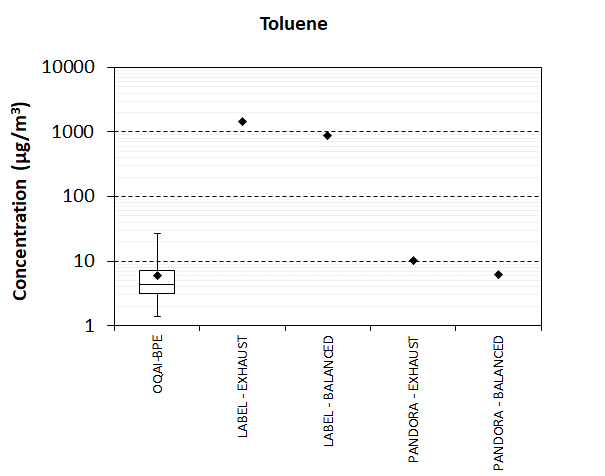 Toluene
Concentration (µg/m³)
10000
1000
100
10
1
OQAI-BPE
LABEL - EXHAUST
LABEL - BALANCED
PANDORA - EXHAUST
PANDORA - BALANCED